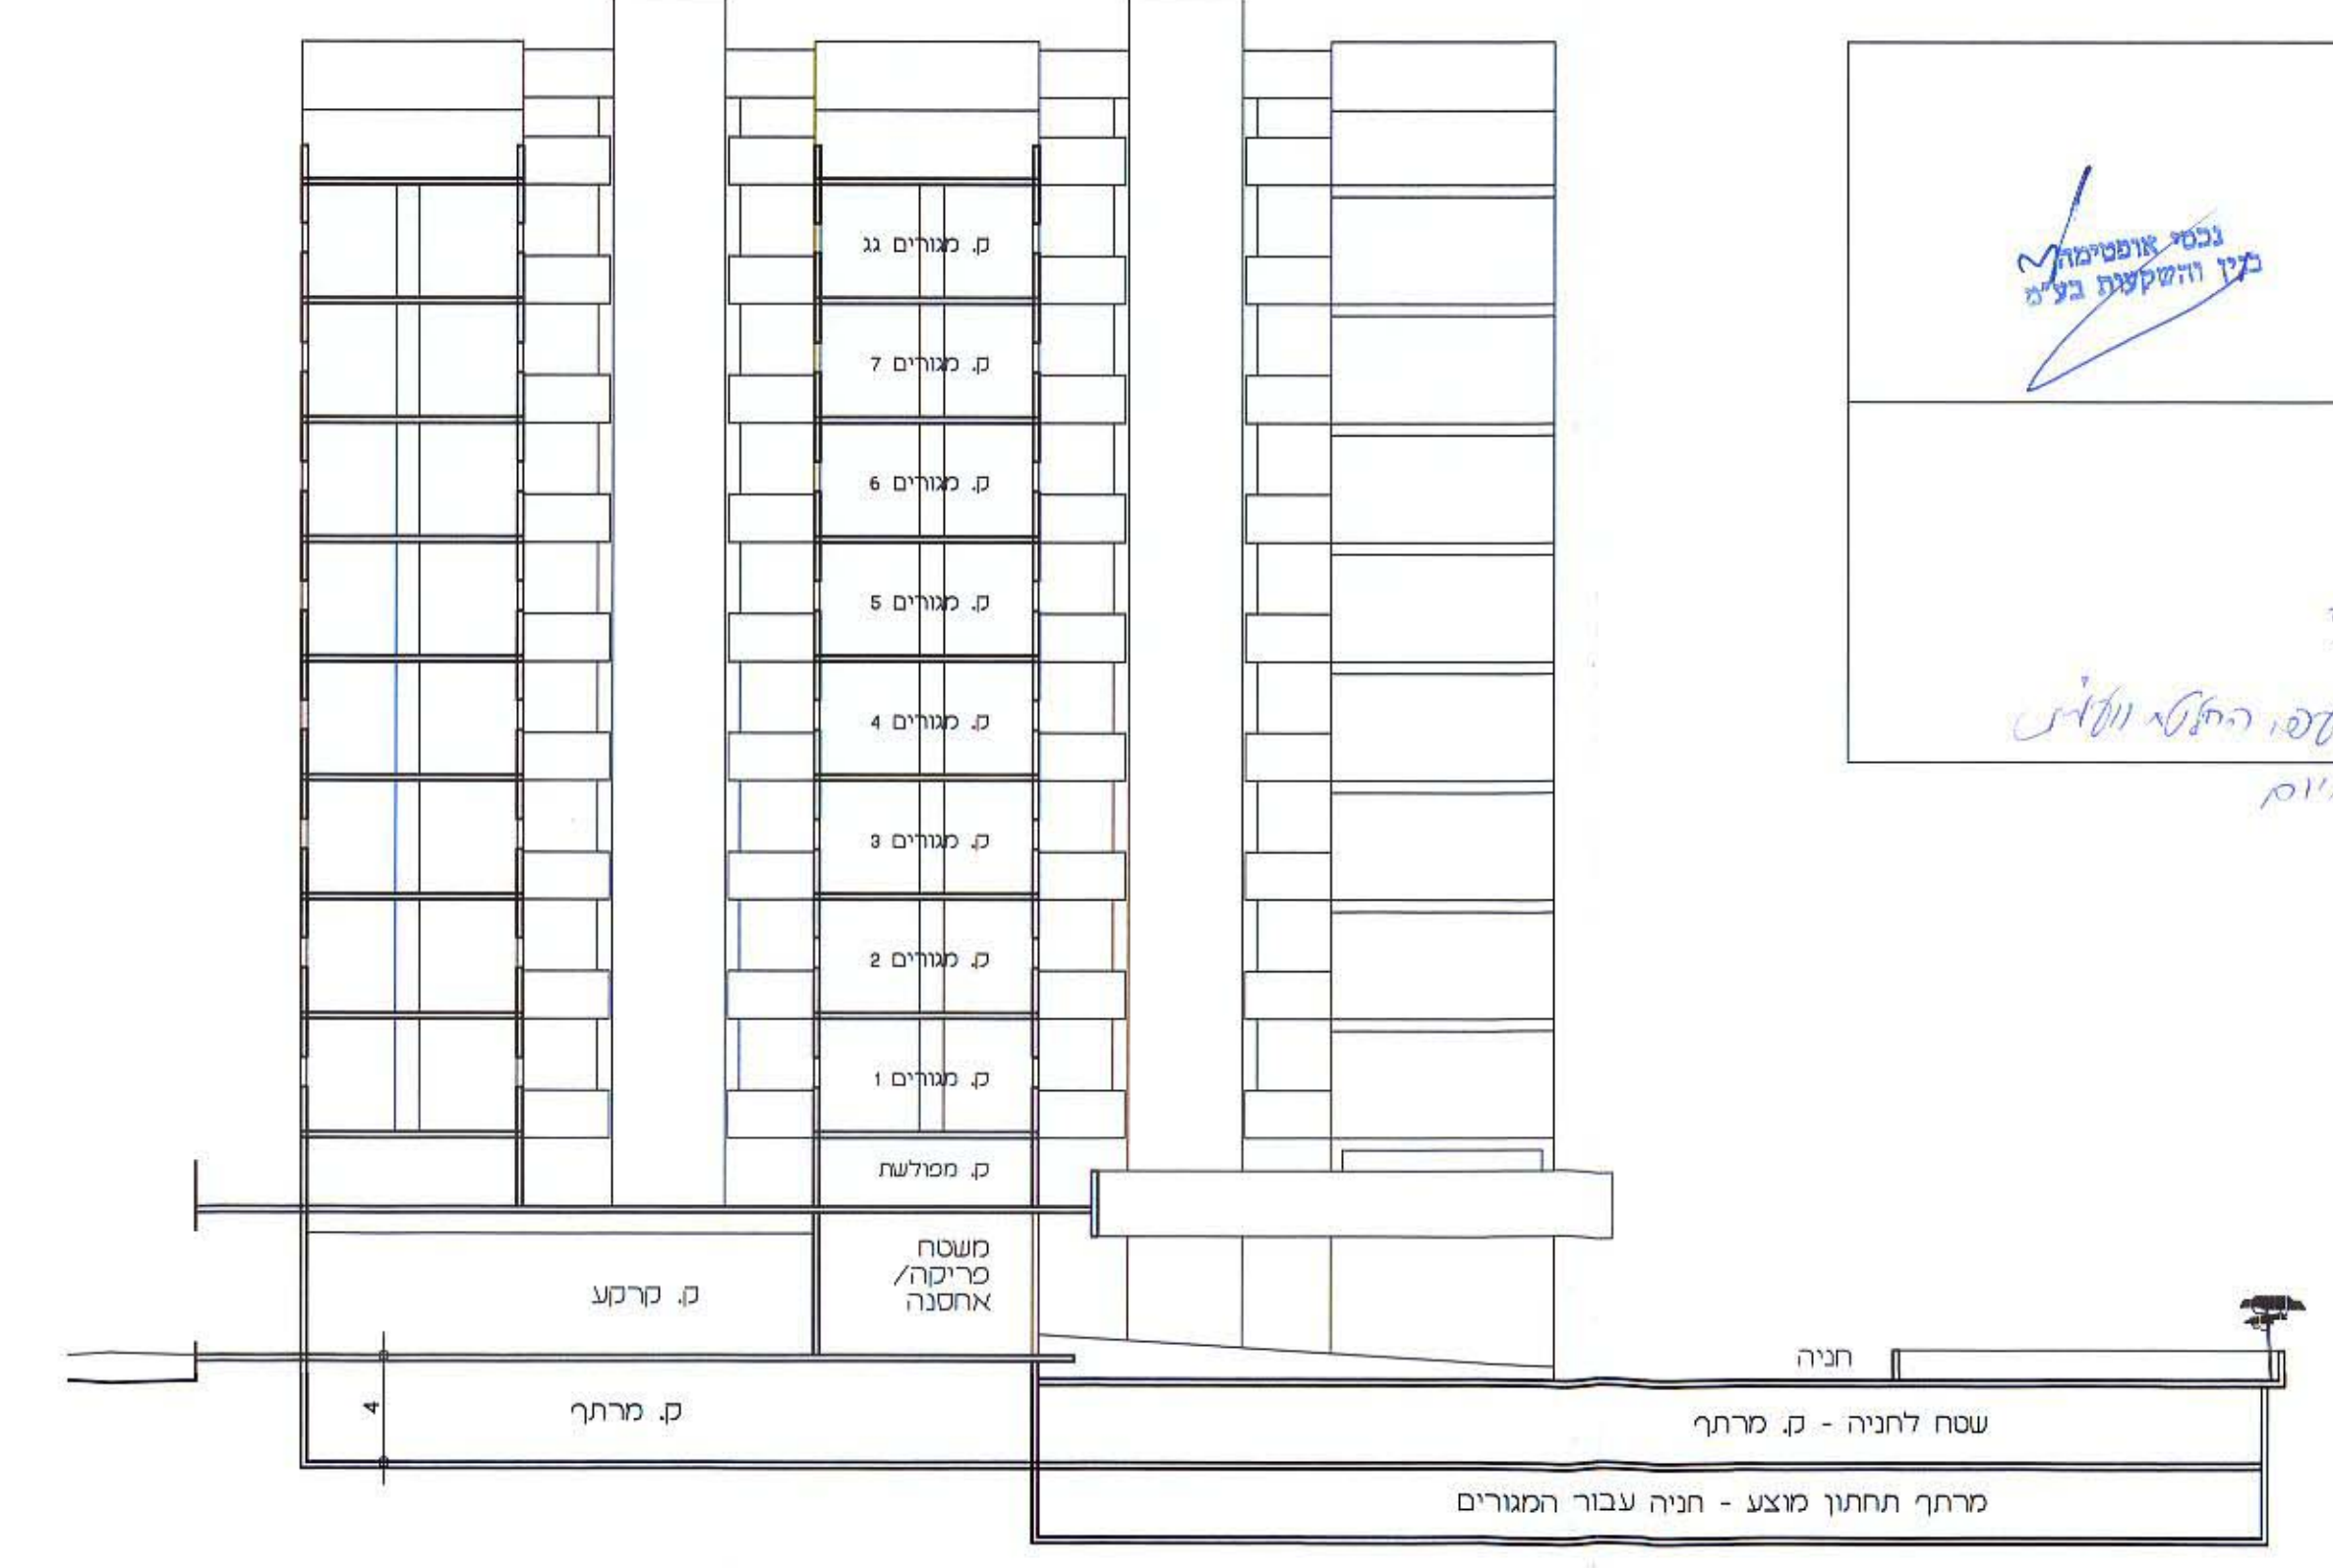 ק. מגורים גג
ק. מגורים 7
ק. מגורים 6
ק. מגורים 5
ק. מגורים 4
ק. מגורים 3
ק. מגורים 2
ק. מגורים 1
ק. מפולשת
משטח
פריקה/
אחסנה
ק. קרקע
ק. מרתף
4
חניה
שטח לחניה - ק. מרתף
מרתף תחתון מוצע - חניה עבור המגורים
נכסי אופטימה
בנין והשקעות בע"מ
החלטת